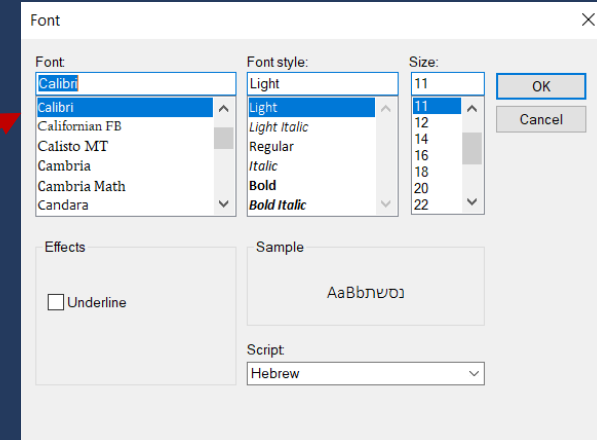 Font
Font:
Calibri
Calibri
Californian FB
Calisto MT
Cambria
Cambria Math
Candara
Font style:
Light
Light
Light Italic
Regular
Italic
Bold
Bold Italic
Size:
11
11
12
14
16
18
20
22
OK
Cancel
Effects
Underline
Sample
AaBbנסשת
Script:
Hebrew